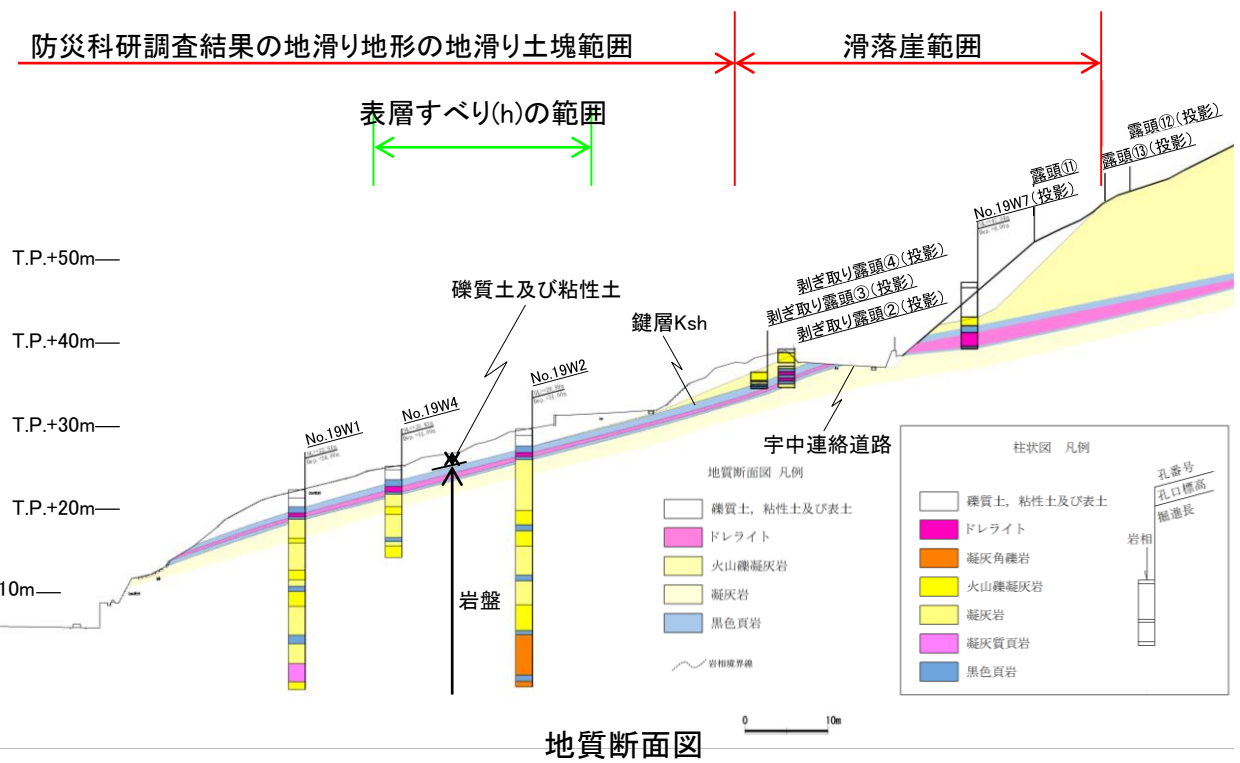 防災科研調査結果の地滑り地形の地滑り土塊範囲
滑落崖範囲
表層すべり(h)の範囲
露頭⑫(投影)
露頭⑬(投影)
露頭⑪
No.19W7(投影)
T.P.+50m
剥ぎ取り露頭④(投影)
剥ぎ取り露頭③(投影)
剥ぎ取り露頭②(投影)
礫質土及び粘性土
鍵層Ksh
T.P.+40m
No.19W2
No.19W4
No.19W1
T.P.+30m
宇中連絡道路
T.P.+20m
10m
岩盤
地質断面図 凡例
礫質土，粘性土及び表土
ドレライト
火山礫凝灰岩
凝灰岩
黒色頁岩
岩相境界線
柱状図 凡例
礫質土，粘性土及び表土
ドレライト
凝灰角礫岩
火山礫凝灰岩
凝灰岩
凝灰質頁岩
黒色頁岩
孔番号
孔口標高
掘進長
岩相
0 10m
地質断面図